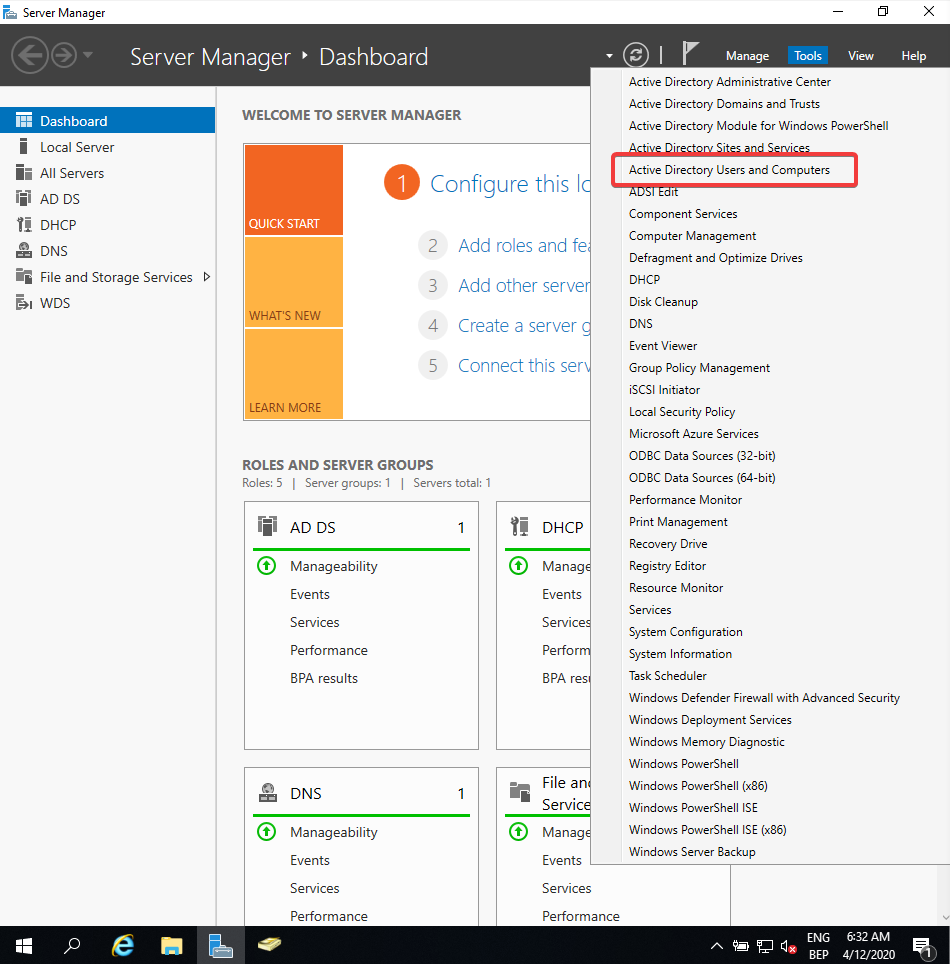 Server Manager
Server Manager ‣ Dashboard
Manage Tools View Help
Dashboard
Local Server
All Servers
AD DS
DHCP
DNS
File and Storage Services
WDS
WELCOME TO SERVER MANAGER
QUICK START
WHAT'S NEW
LEARN MORE
1 Configure this lo
2 Add roles and fea
3 Add other server
4 Create a server g
5 Connect this serv
ROLES AND SERVER GROUPS
Roles: 5 | Server groups: 1 | Servers total: 1
AD DS 1
Manageability
Events
Services
Performance
BPA results
DHCP
Manage
Events
Services
Perform
BPA resu
DNS 1
Manageability
Events
Services
Performance
File and
Service
Manage
Events
Services
Performance
Active Directory Administrative Center
Active Directory Domains and Trusts
Active Directory Module for Windows PowerShell
Active Directory Sites and Services
Active Directory Users and Computers
ADSI Edit
Component Services
Computer Management
Defragment and Optimize Drives
DHCP
Disk Cleanup
DNS
Event Viewer
Group Policy Management
iSCSI Initiator
Local Security Policy
Microsoft Azure Services
ODBC Data Sources (32-bit)
ODBC Data Sources (64-bit)
Performance Monitor
Print Management
Recovery Drive
Registry Editor
Resource Monitor
Services
System Configuration
System Information
Task Scheduler
Windows Defender Firewall with Advanced Security
Windows Deployment Services
Windows Memory Diagnostic
Windows PowerShell
Windows PowerShell (x86)
Windows PowerShell ISE
Windows PowerShell ISE (x86)
Windows Server Backup
ENG
BEP
6:32 AM
4/12/2020
1